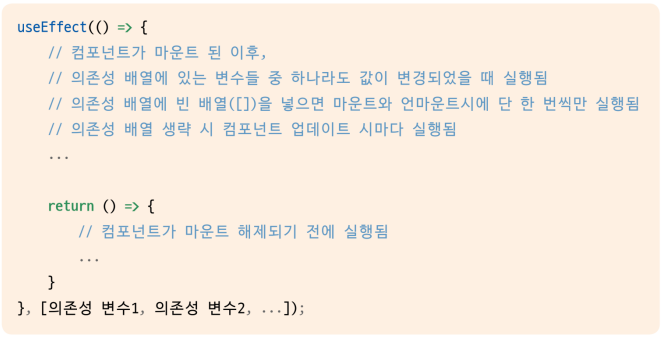 useEffect(() => {
    // 컴포넌트가 마운트 된 이후,
    // 의존성 배열에 있는 변수들 중 하나라도 값이 변경되었을 때 실행됨
    // 의존성 배열에 빈 배열([])을 넣으면 마운트와 언마운트시에 단 한 번씩만 실행됨
    // 의존성 배열 생략 시 컴포넌트 업데이트 시마다 실행됨
    ...
    return () => {
        // 컴포넌트가 마운트 해제되기 전에 실행됨
        ...
    }
}, [의존성 변수1, 의존성 변수2, ...]);